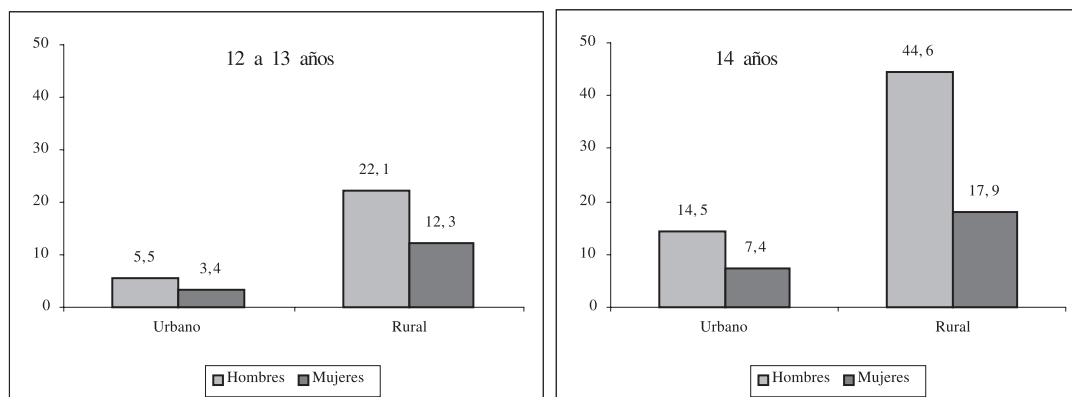 12 a 13 años
50
40
30
20
10
0
5,5
3,4
22,1
12,3
Urbano
Rural
Hombres
Mujeres
14 años
50
40
30
20
10
0
14,5
7,4
44,6
17,9
Urbano
Rural
Hombres
Mujeres